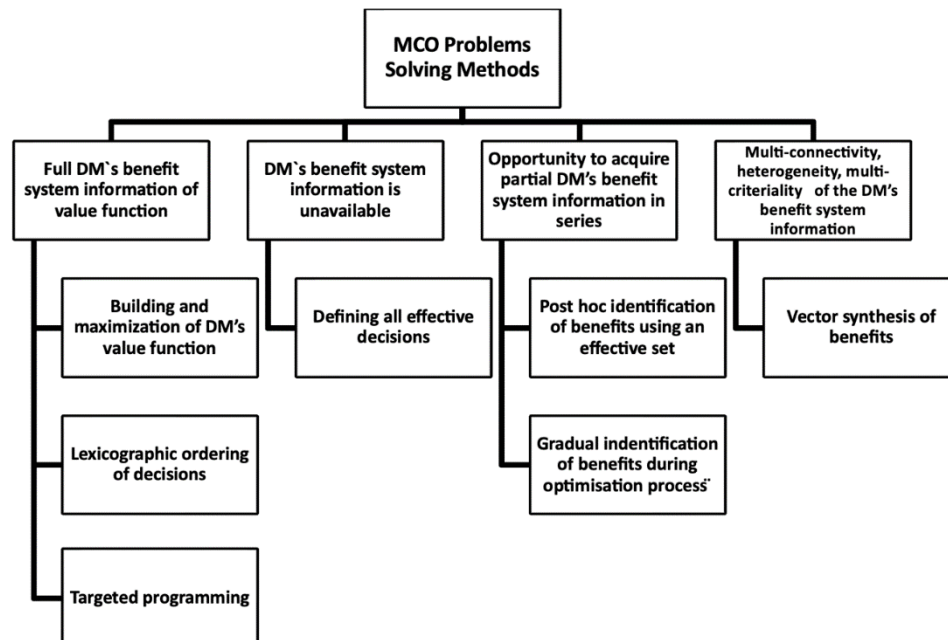 MCO Problems
Solving Methods
Full DM`s benefit
system information of
value function
DM`s benefit system
information is
unavailable
Opportunity to acquire
partial DM’s benefit
system information in
series
Multi-connectivity,
heterogeneity, multi-
criteriality of the DM’s
benefit system
information
Building and
maximization of DM’s
value function
Defining all effective
decisions
Post hoc identification
of benefits using an
effective set
Vector synthesis of
benefits
Lexicographic ordering
of decisions
Gradual indentification
of benefits during
optimisation process¨
Targeted programming